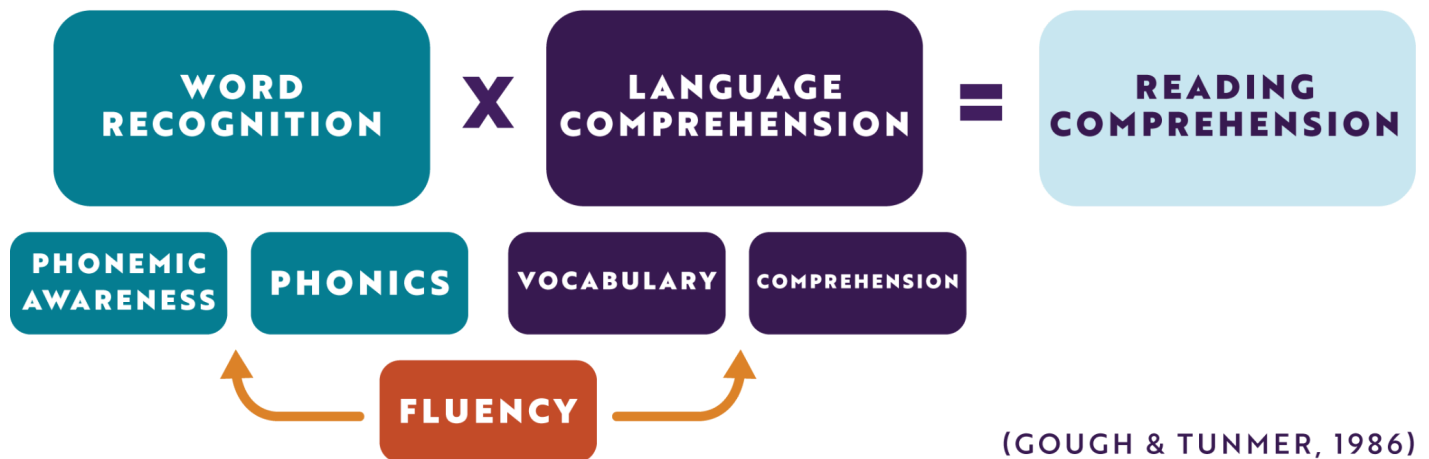 WORD
RECOGNITION
X
LANGUAGE
COMPREHENSION
=
READING
COMPREHENSION
PHONEMIC
AWARENESS
PHONICS
VOCABULARY
COMPREHENSION
FLUENCY
(GOUGH & TUNMER, 1986)